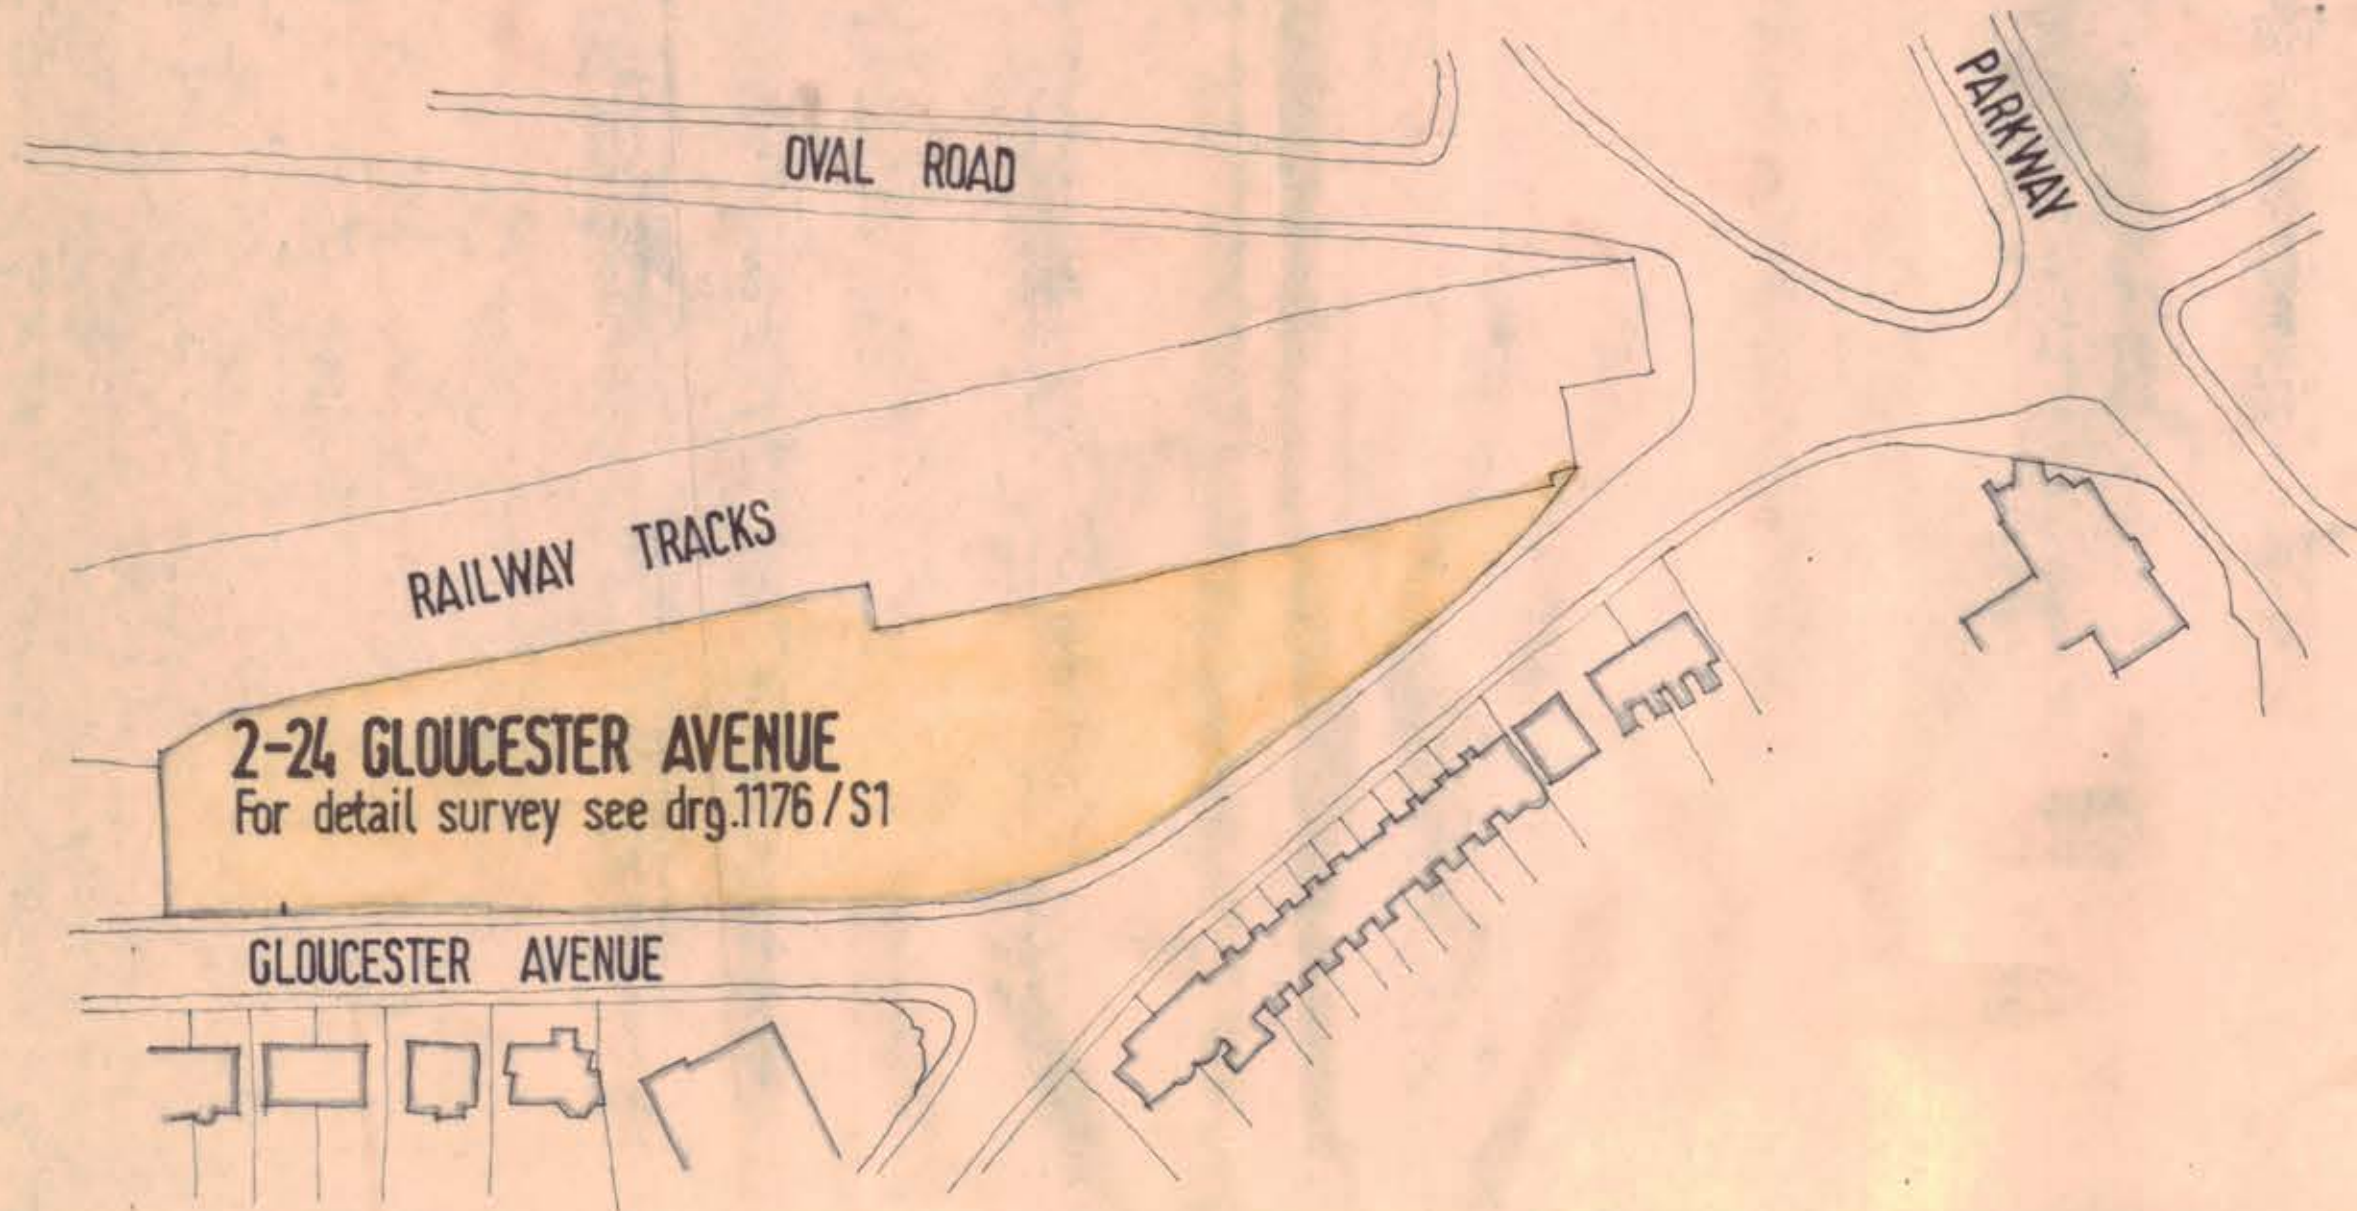 PARKWAY
OVAL ROAD
RAILWAY TRACKS
2-24 GLOUCESTER AVENUE
For detail survey see drg.1176/S1
GLOUCESTER AVENUE